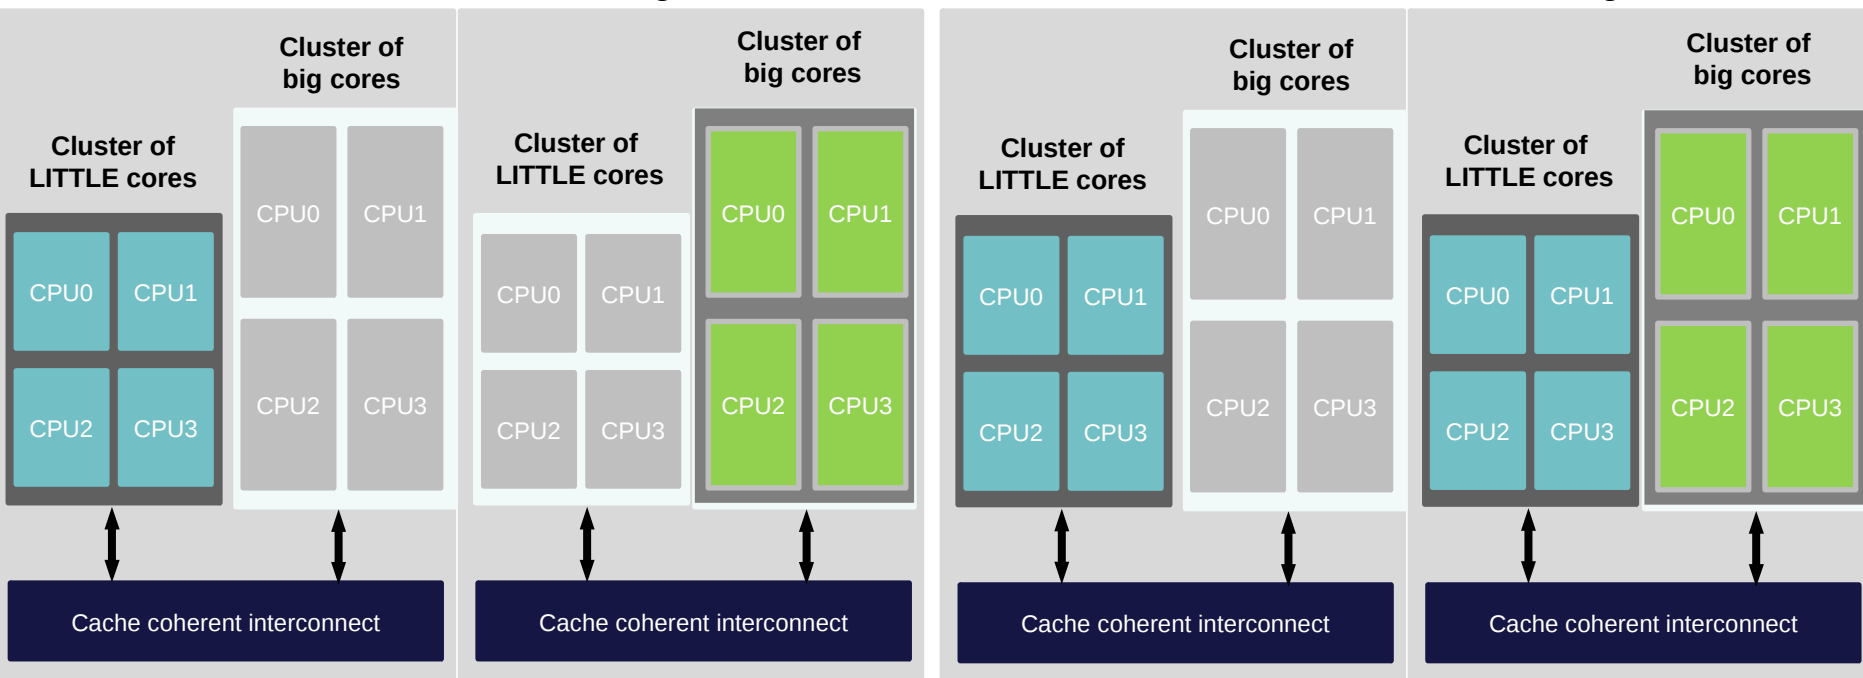 Cluster of
big cores
Cluster of
LITTLE cores
CPU0 CPU1
CPU2 CPU3
CPU0 CPU1
CPU2 CPU3
Cache coherent interconnect
Cluster of
big cores
Cluster of
LITTLE cores
CPU0 CPU1
CPU2 CPU3
CPU0 CPU1
CPU2 CPU3
Cache coherent interconnect
Cluster of
big cores
Cluster of
LITTLE cores
CPU0 CPU1
CPU2 CPU3
CPU0 CPU1
CPU2 CPU3
Cache coherent interconnect
Cluster of
big cores
Cluster of
LITTLE cores
CPU0 CPU1
CPU2 CPU3
CPU0 CPU1
CPU2 CPU3
Cache coherent interconnect